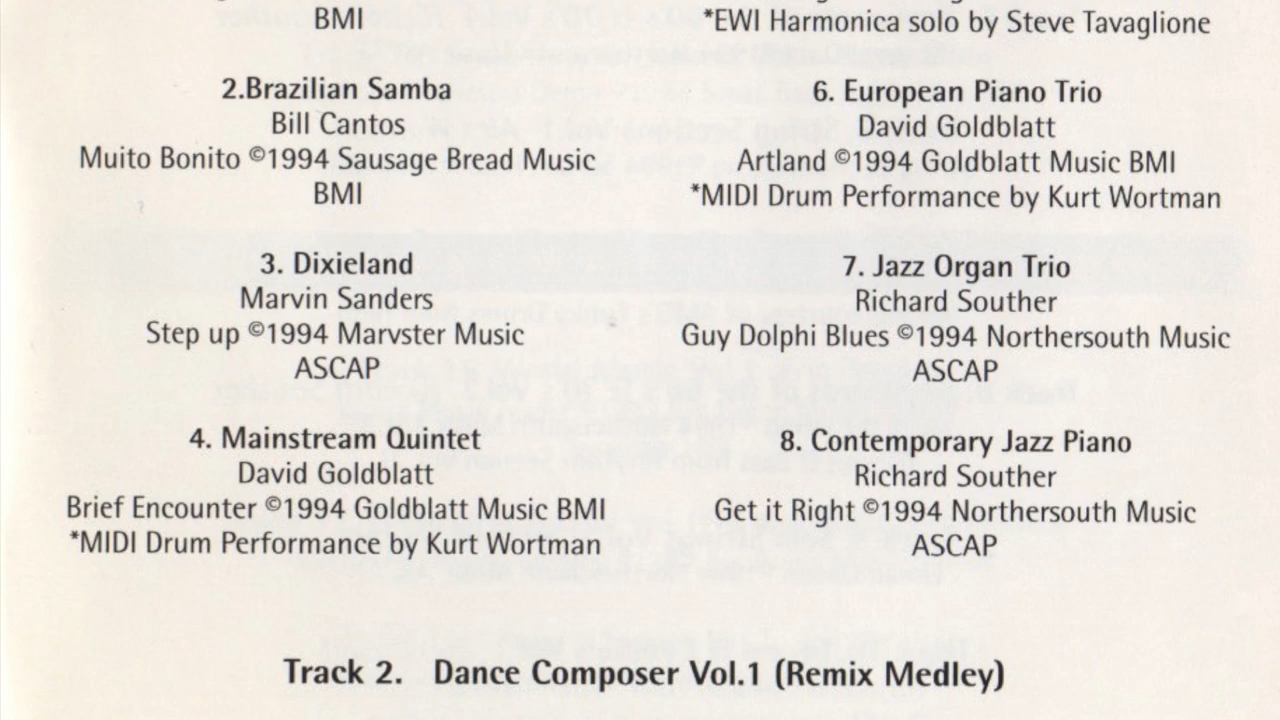 BMI
2.Brazilian Samba
Bill Cantos
Muito Bonito ©1994 Sausage Bread Music
BMI
3. Dixieland
Marvin Sanders
Step up ©1994 Marvster Music
ASCAP
4. Mainstream Quintet
David Goldblatt
Brief Encounter ©1994 Goldblatt Music BMI
*MIDI Drum Performance by Kurt Wortman
*EWI Harmonica solo by Steve Tavaglione
6. European Piano Trio
David Goldblatt
Artland ©1994 Goldblatt Music BMI
*MIDI Drum Performance by Kurt Wortman
7. Jazz Organ Trio
Richard Souther
Guy Dolphi Blues ©1994 Northersouth Music
ASCAP
8. Contemporary Jazz Piano
Richard Souther
Get it Right ©1994 Northersouth Music
ASCAP
Track 2. Dance Composer Vol.1 (Remix Medley)